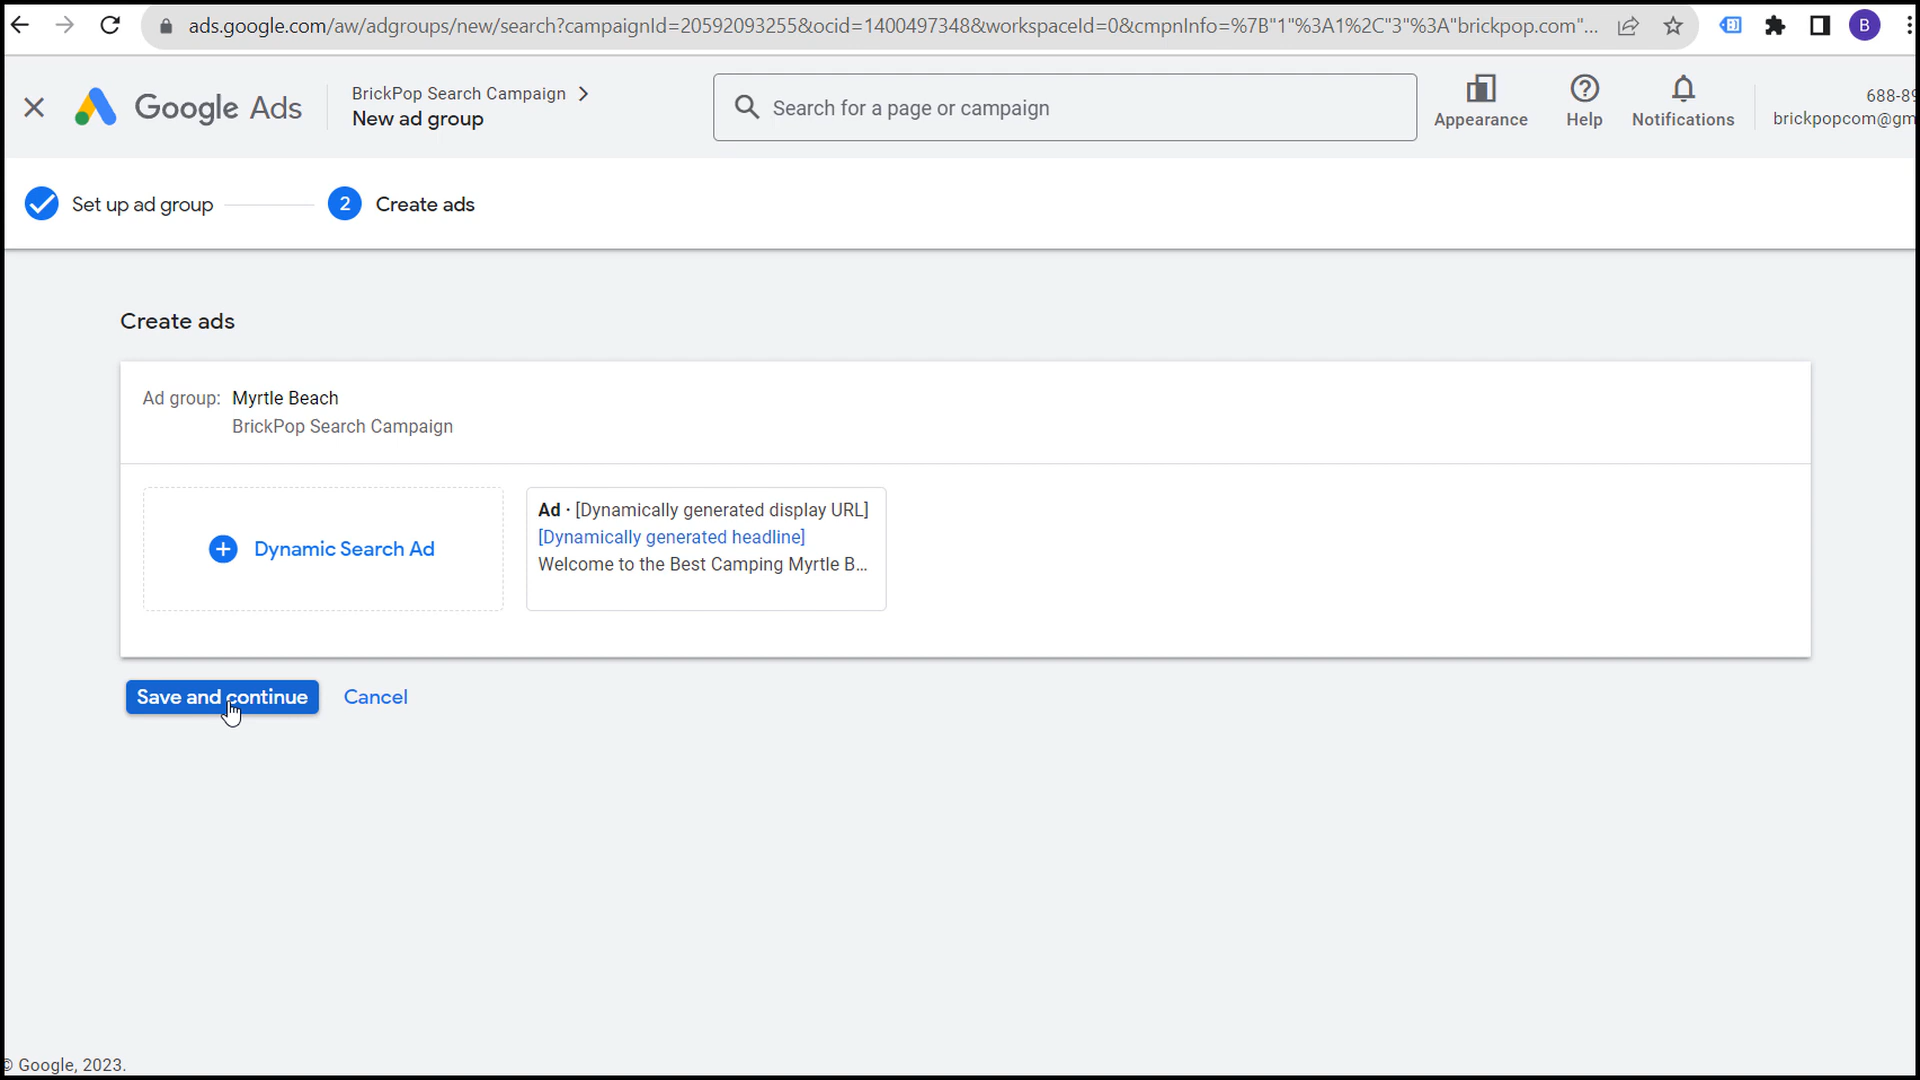 ads.google.com/aw/adgroups/new/search?campaignId=20592093255&ocid=1400497348&workspaceId=0&cmpnInfo=%7B"1"%3A1%2C"3"%3A"brickpop.com"...
B
Google Ads
BrickPop Search Campaign
New ad group
Search for a page or campaign
Appearance
Help
Notifications
688-89
brickpopcom@gm
Set up ad group
2
Create ads
Create ads
Ad group: Myrtle Beach
BrickPop Search Campaign
Dynamic Search Ad
Ad · [Dynamically generated display URL]
[Dynamically generated headline]
Welcome to the Best Camping Myrtle B...
Save and continue
Cancel
© Google, 2023.